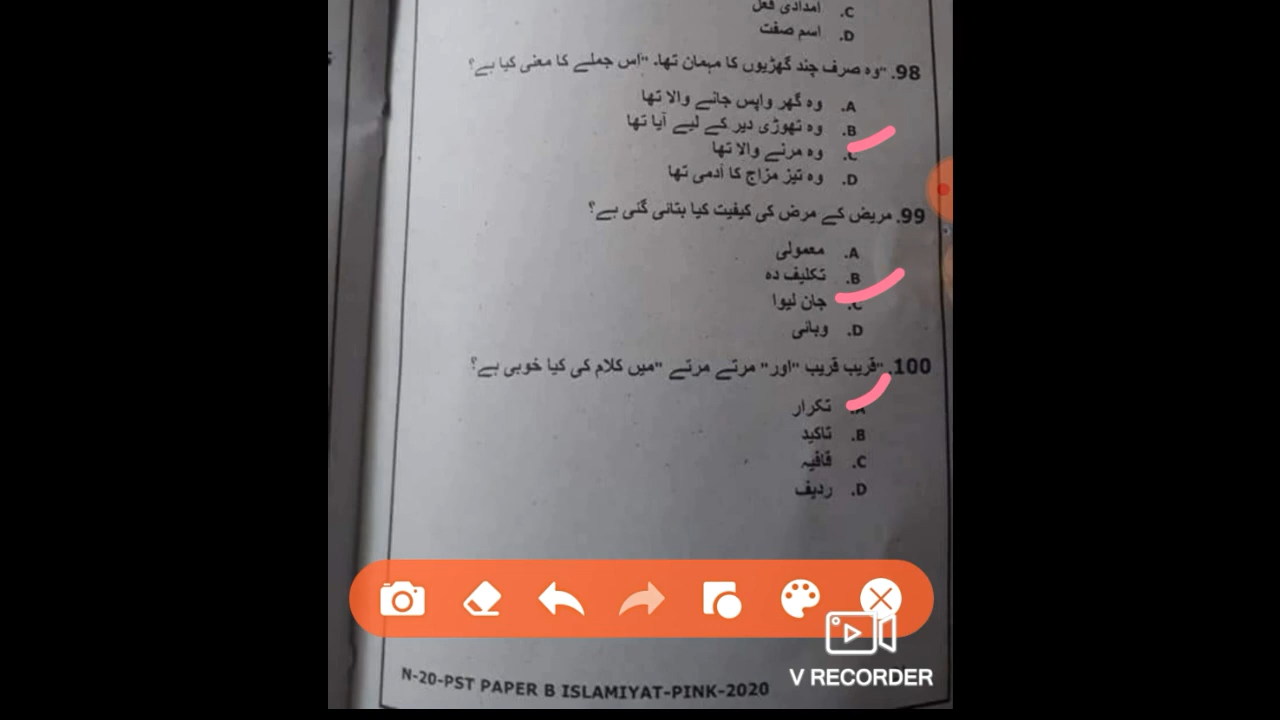 C. امدادی فعل
D. اسم صفت
98. "وہ صرف چند گھڑیوں کا مہمان تھا۔ "اس جملے کا معنی کیا ہے؟
A. وہ گھر واپس جانے والا تھا
B. وہ تھوڑی دیر کے لیے آیا تھا
C. وہ مرنے والا تھا
D. وہ تیز مزاج کا آدمی تھا
99. مریض کے مرض کی کیفیت کیا بتائی گئی ہے؟
A. معمولی
B. تکلیف دہ
C. جان لیوا
D. وبائی
100. "قریب قریب "اور" مرتے مرتے "میں کلام کی کیا خوبی ہے؟
A. تکرار
B. تاکید
C. قافیہ
D. ردیف
V RECORDER
N-20-PST PAPER B ISLAMIYAT-PINK-2020